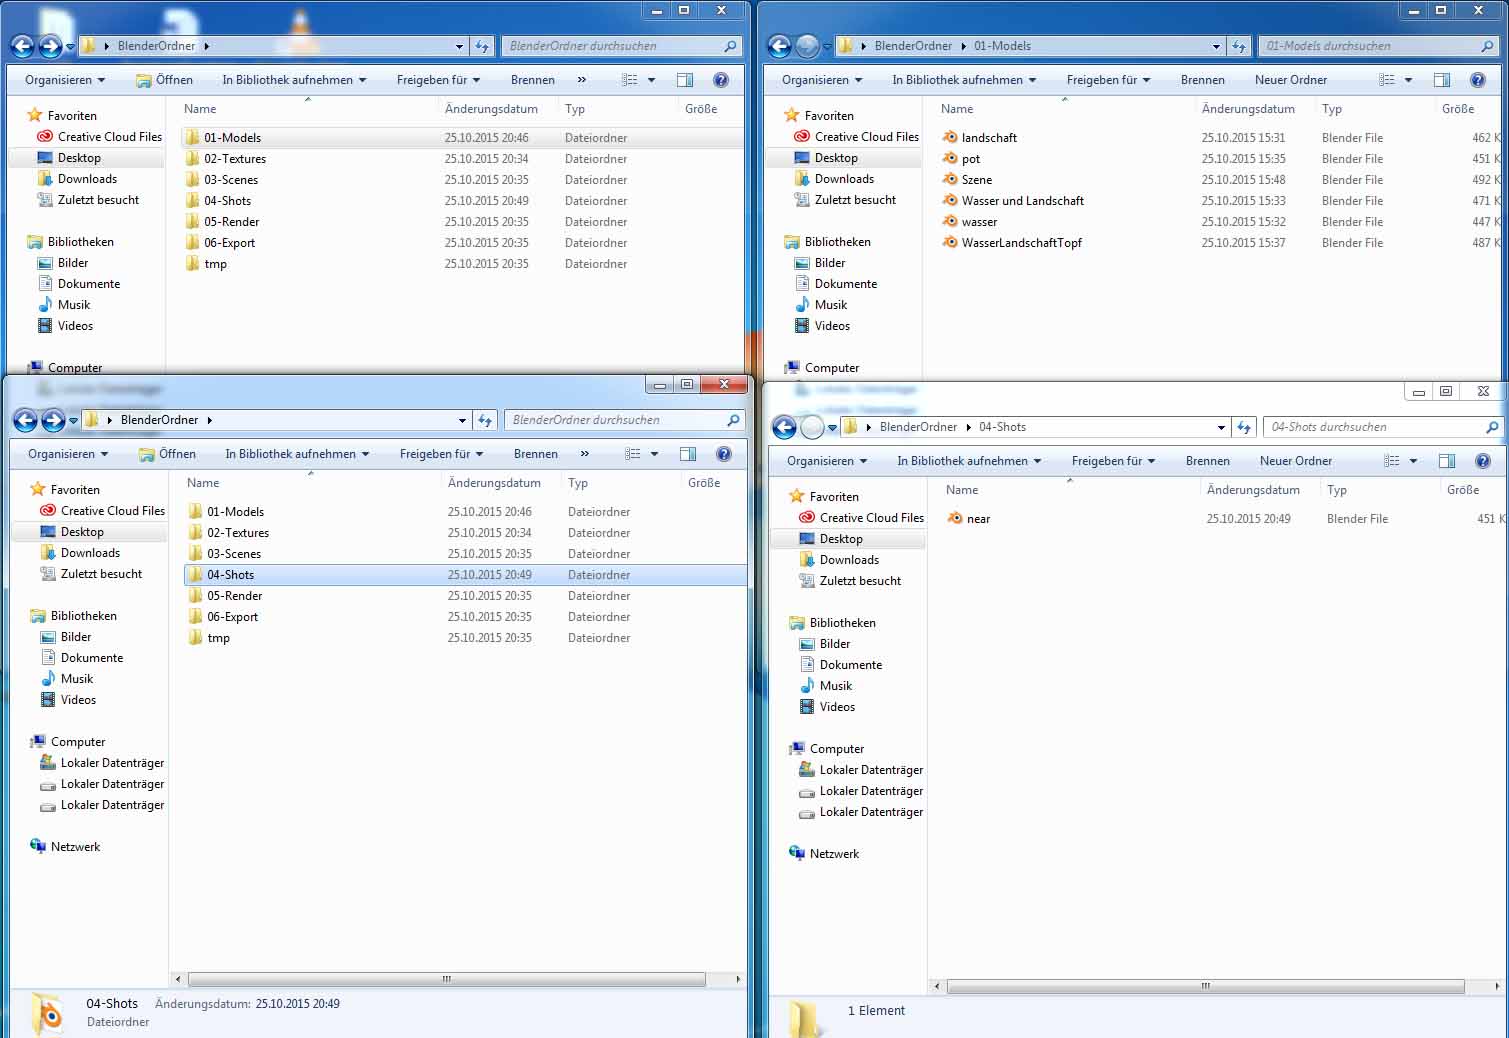 BlenderOrdner
BlenderOrdner durchsuchen
Organisieren Öffnen In Bibliothek aufnehmen Freigeben für Brennen »
Name Änderungsdatum Typ Größe
Favoriten
Creative Cloud Files
Desktop
Downloads
Zuletzt besucht
Bibliotheken
Bilder
Dokumente
Musik
Videos
Computer
01-Models 25.10.2015 20:46 Dateiordner
02-Textures 25.10.2015 20:34 Dateiordner
03-Scenes 25.10.2015 20:35 Dateiordner
04-Shots 25.10.2015 20:49 Dateiordner
05-Render 25.10.2015 20:35 Dateiordner
06-Export 25.10.2015 20:35 Dateiordner
tmp 25.10.2015 20:35 Dateiordner
BlenderOrdner 01-Models
01-Models durchsuchen
Organisieren In Bibliothek aufnehmen Freigeben für Brennen Neuer Ordner
Name Änderungsdatum Typ Größe
Favoriten
Creative Cloud Files
Desktop
Downloads
Zuletzt besucht
Bibliotheken
Bilder
Dokumente
Musik
Videos
Computer
landschaft 25.10.2015 15:31 Blender File 462 K
pot 25.10.2015 15:35 Blender File 451 K
Szene 25.10.2015 15:48 Blender File 492 K
Wasser und Landschaft 25.10.2015 15:33 Blender File 471 K
wasser 25.10.2015 15:32 Blender File 447 K
WasserLandschaftTopf 25.10.2015 15:37 Blender File 487 K
BlenderOrdner
BlenderOrdner durchsuchen
Organisieren Öffnen In Bibliothek aufnehmen Freigeben für Brennen »
Name Änderungsdatum Typ Größe
Favoriten
Creative Cloud Files
Desktop
Downloads
Zuletzt besucht
Bibliotheken
Bilder
Dokumente
Musik
Videos
Computer
Lokaler Datenträger
Lokaler Datenträger
Lokaler Datenträger
Netzwerk
01-Models 25.10.2015 20:46 Dateiordner
02-Textures 25.10.2015 20:34 Dateiordner
03-Scenes 25.10.2015 20:35 Dateiordner
04-Shots 25.10.2015 20:49 Dateiordner
05-Render 25.10.2015 20:35 Dateiordner
06-Export 25.10.2015 20:35 Dateiordner
tmp 25.10.2015 20:35 Dateiordner
04-Shots Änderungsdatum: 25.10.2015 20:49
Dateiordner
BlenderOrdner 04-Shots
04-Shots durchsuchen
Organisieren In Bibliothek aufnehmen Freigeben für Brennen Neuer Ordner
Name Änderungsdatum Typ Größe
Favoriten
Creative Cloud Files
Desktop
Downloads
Zuletzt besucht
Bibliotheken
Bilder
Dokumente
Musik
Videos
Computer
Lokaler Datenträger
Lokaler Datenträger
Lokaler Datenträger
Netzwerk
near 25.10.2015 20:49 Blender File 451 K
1 Element